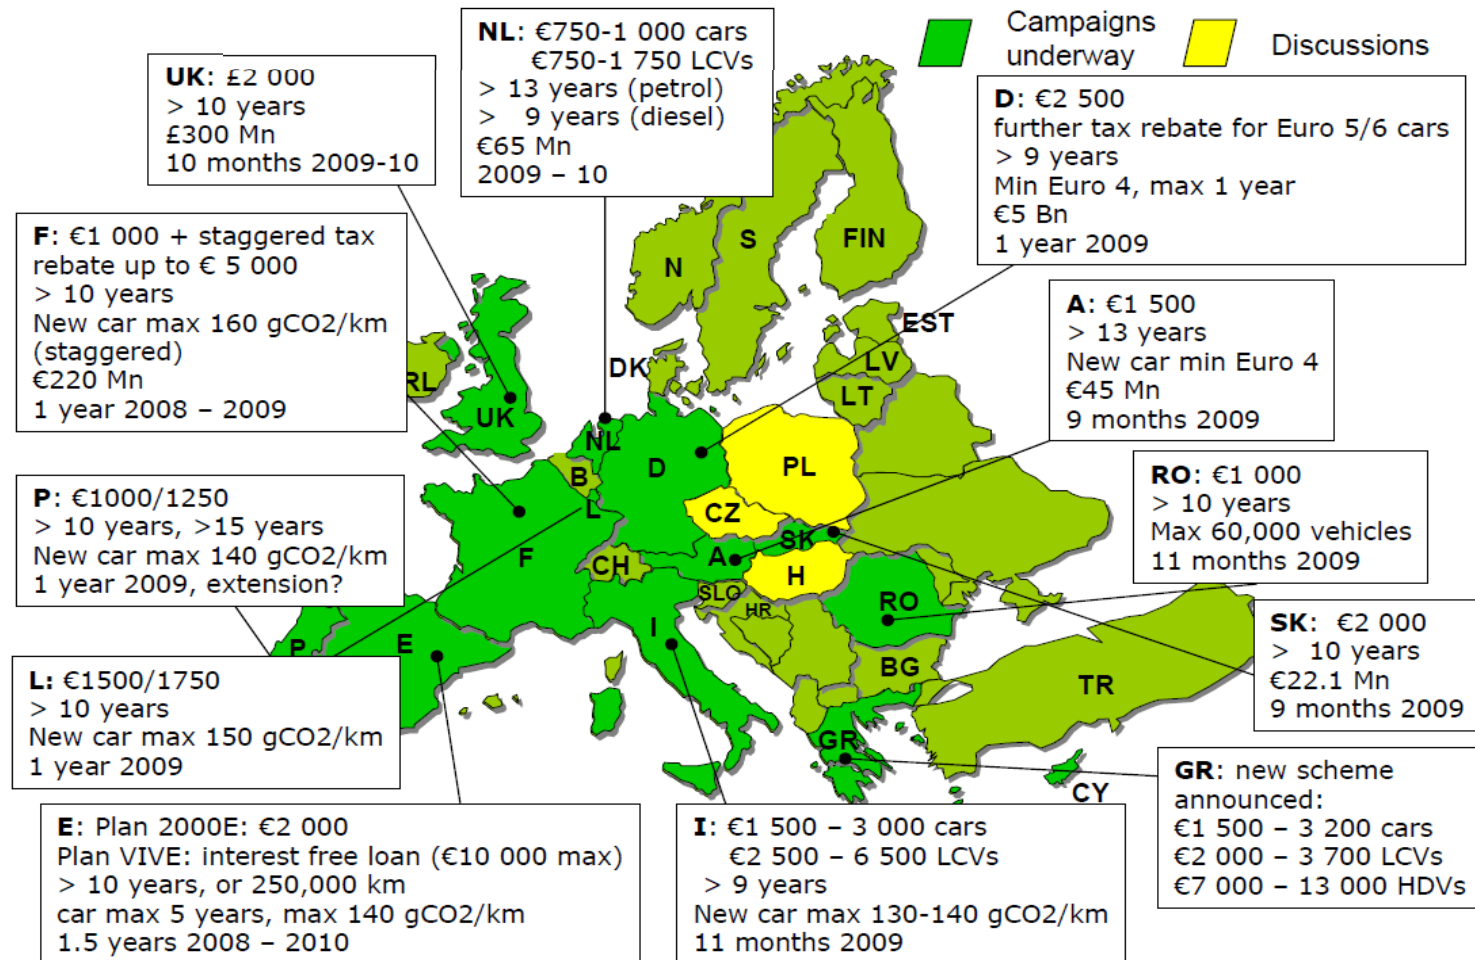 NL: €750-1 000 cars
€750-1 750 LCVs
> 13 years (petrol)
> 9 years (diesel)
€65 Mn
2009 – 10
Campaigns
underway
Discussions
UK: £2 000
> 10 years
£300 Mn
10 months 2009-10
D: €2 500
further tax rebate for Euro 5/6 cars
> 9 years
Min Euro 4, max 1 year
€5 Bn
1 year 2009
F: €1 000 + staggered tax
rebate up to € 5 000
> 10 years
New car max 160 gCO2/km
(staggered)
€220 Mn
1 year 2008 – 2009
A: €1 500
> 13 years
New car min Euro 4
€45 Mn
9 months 2009
P: €1000/1250
> 10 years, >15 years
New car max 140 gCO2/km
1 year 2009, extension?
RO: €1 000
> 10 years
Max 60,000 vehicles
11 months 2009
SK: €2 000
> 10 years
€22.1 Mn
9 months 2009
L: €1500/1750
> 10 years
New car max 150 gCO2/km
1 year 2009
GR: new scheme
announced:
€1 500 – 3 200 cars
€2 000 – 3 700 LCVs
€7 000 – 13 000 HDVs
E: Plan 2000E: €2 000
Plan VIVE: interest free loan (€10 000 max)
> 10 years, or 250,000 km
car max 5 years, max 140 gCO2/km
1.5 years 2008 – 2010
I: €1 500 – 3 000 cars
€2 500 – 6 500 LCVs
> 9 years
New car max 130-140 gCO2/km
11 months 2009
N
S
FIN
EST
LV
LT
DK
RL
UK
NL
B
L
D
PL
CZ
SK
A
H
CH
F
SLO
HR
RO
I
BG
P
E
TR
GR
CY